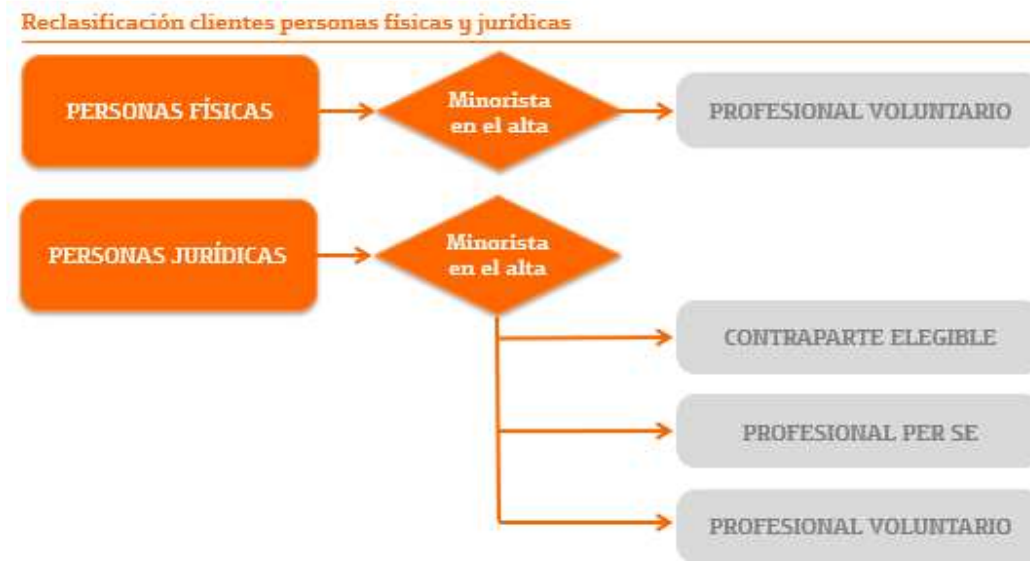 Reclasificación clientes personas físicas y jurídicas
PERSONAS FÍSICAS
Minorista
en el alta
PROFESIONAL VOLUNTARIO
PERSONAS JURÍDICAS
Minorista
en el alta
CONTRAPARTE ELEGIBLE
PROFESIONAL PER SE
PROFESIONAL VOLUNTARIO